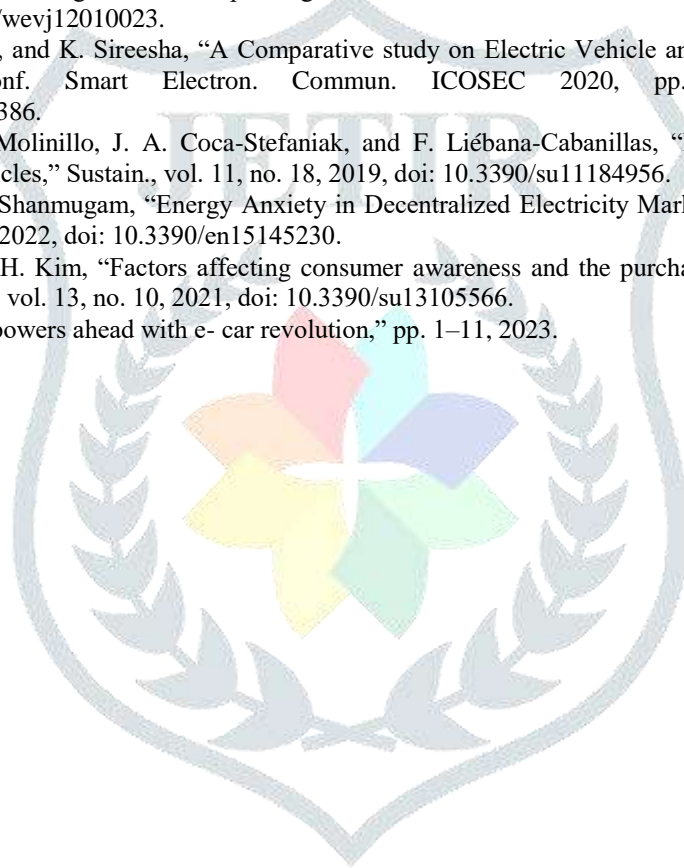 /wevj12010023.
, and K. Sireesha, “A Comparative study on Electric Vehicle
onf. Smart Electron. Commun. ICOSEC 2020, pp.
386.
Molinillo, J. A. Coca-Stefaniak, and F. Liébana-Cabanillas,
cles,” Sustain., vol. 11, no. 18, 2019, doi: 10.3390/su11184956.
Shanmugam, “Energy Anxiety in Decentralized Electricity
2022, doi: 10.3390/en15145230.
H. Kim, “Factors affecting consumer awareness and the
vol. 13, no. 10, 2021, doi: 10.3390/su13105566.
powers ahead with e- car revolution,” pp. 1–11, 2023.
JETIR